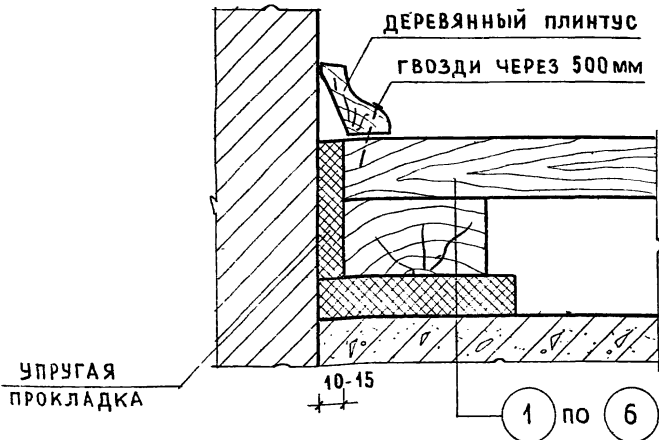 ДЕРЕВЯННЫЙ ПЛИНТУС
ГВОЗДИ ЧЕРЕЗ 500 ММ
УПРУГАЯ
ПРОКЛАДКА
10-15
1 ПО 6